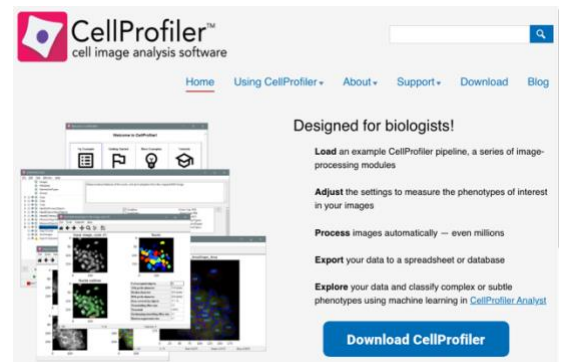 CellProfiler™
cell image analysis software
Home Using CellProfiler About Support Download Blog
Designed for biologists!
Load an example CellProfiler pipeline, a series of image-
processing modules
Adjust the settings to measure the phenotypes of interest
in your images
Process images automatically — even millions
Export your data to a spreadsheet or database
Explore your data and classify complex or subtle
phenotypes using machine learning in CellProfiler Analyst
Download CellProfiler
Welcome to CellProfiler!